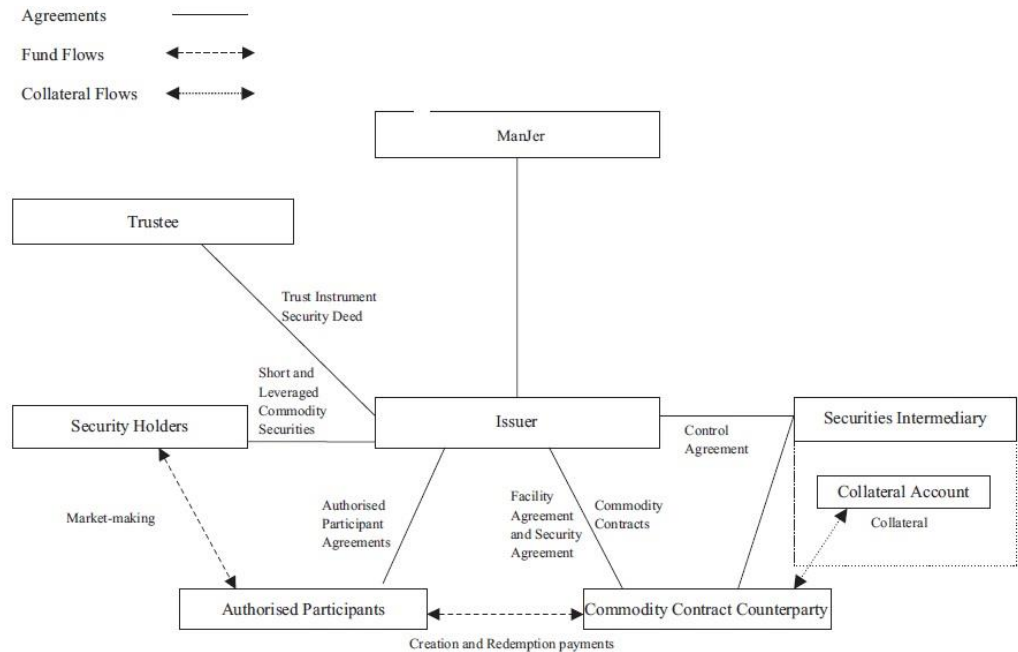 Agreements
Fund Flows
Collateral Flows
ManJer
Trustee
Trust Instrument
Security Deed
Short and
Leveraged
Commodity
Securities
Security Holders
Issuer
Securities Intermediary
Control
Agreement
Collateral Account
Collateral
Market-making
Authorised
Participant
Agreements
Facility
Agreement
and Security
Agreement
Commodity
Contracts
Authorised Participants
Commodity Contract Counterparty
Creation and Redemption payments